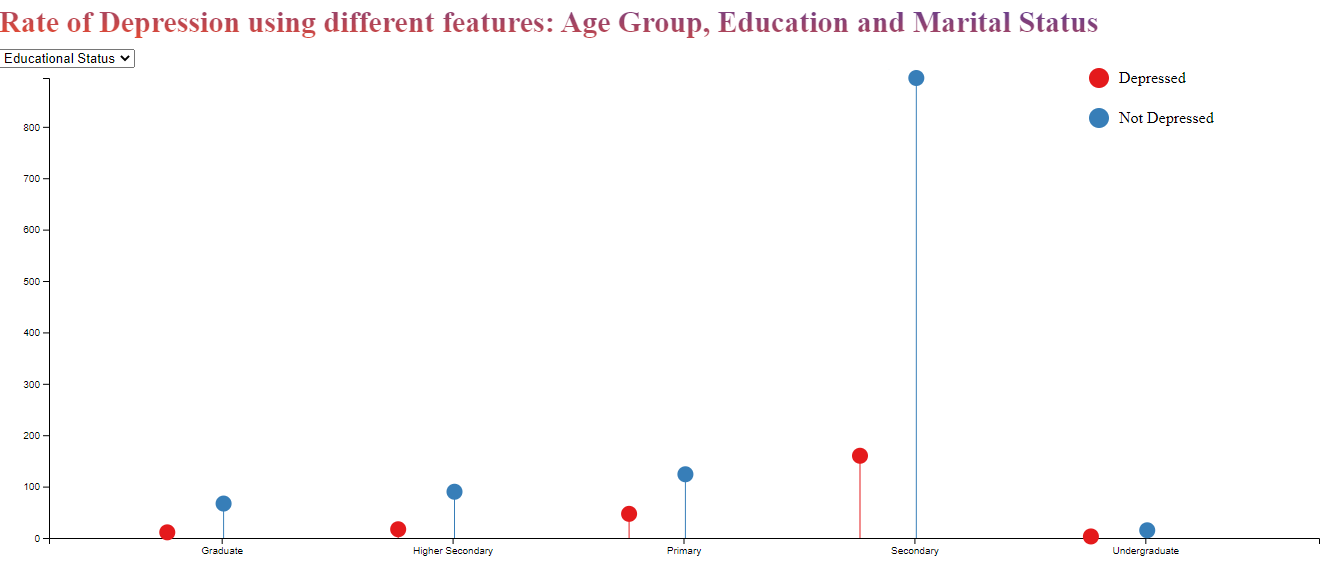 Rate of Depression using different features: Age Group, Education and Marital Status
Educational Status
Depressed
Not Depressed
800
700
600
500
400
300
200
100
0
Graduate Higher Secondary Primary Secondary Undergraduate